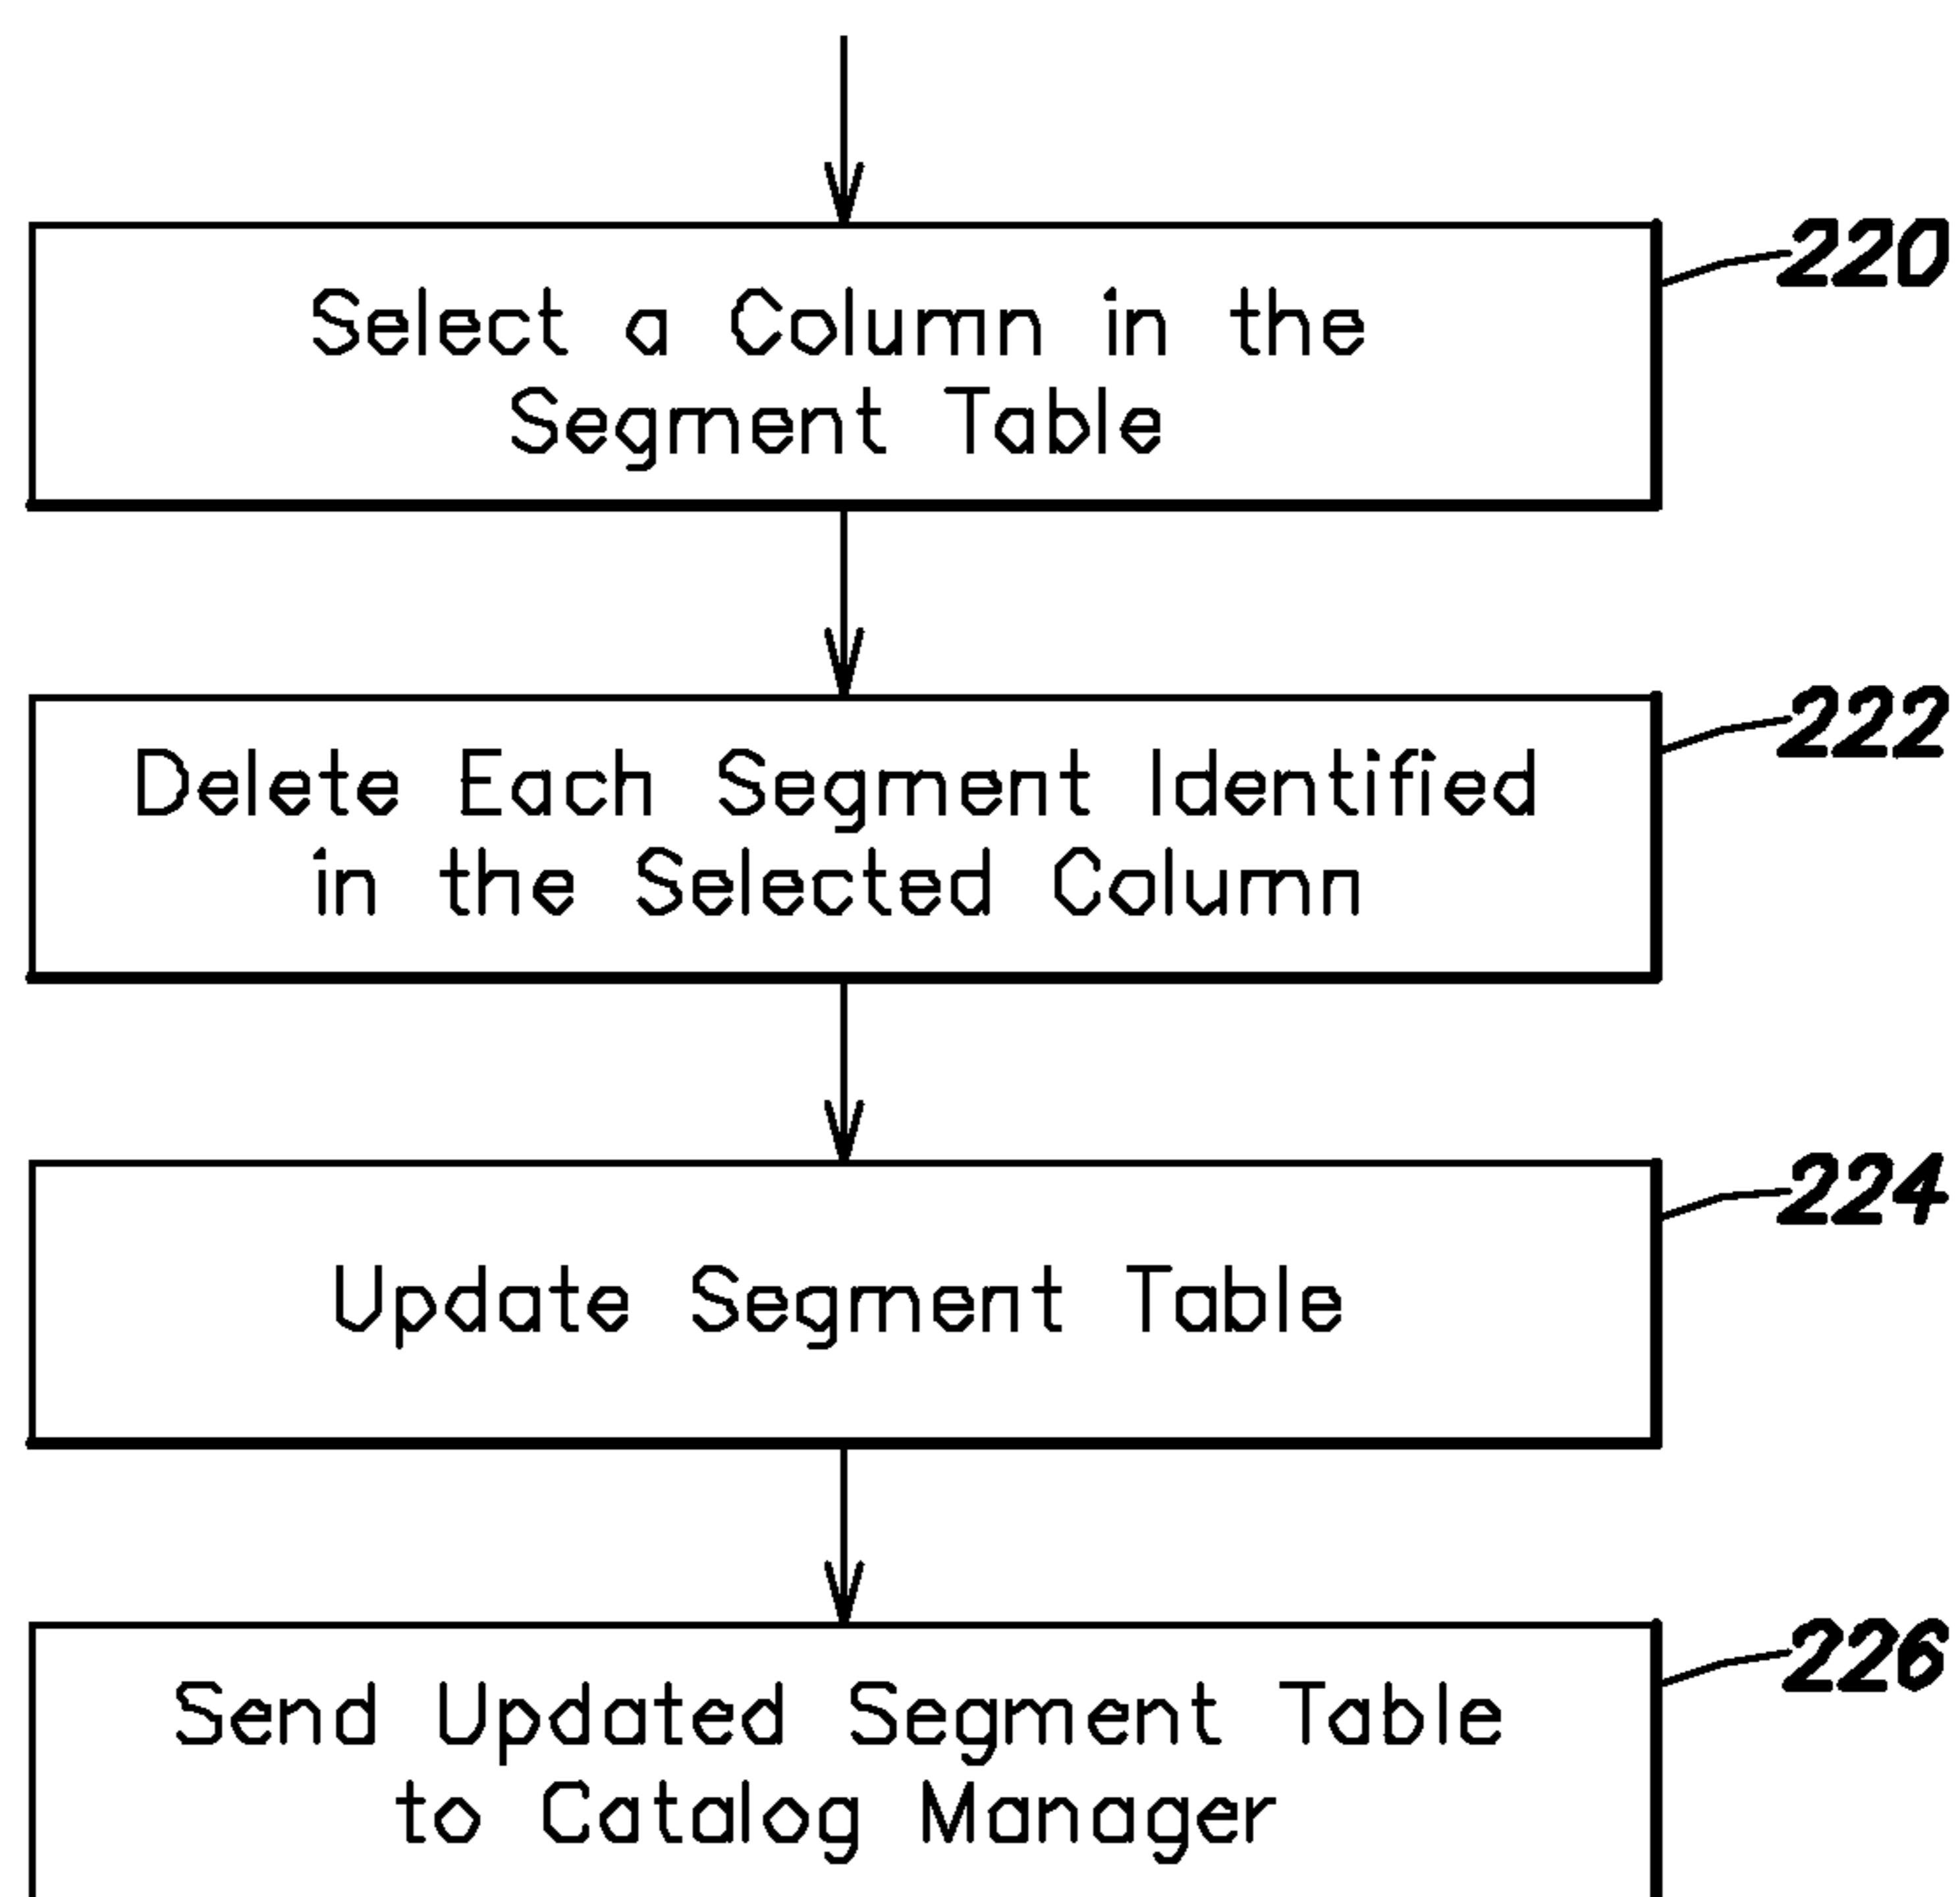 220
Select a Column in the
Segment Table
222
Delete Each Segment Identified
in the Selected Column
224
Update Segment Table
226
Send Updated Segment Table
to Catalog Manager